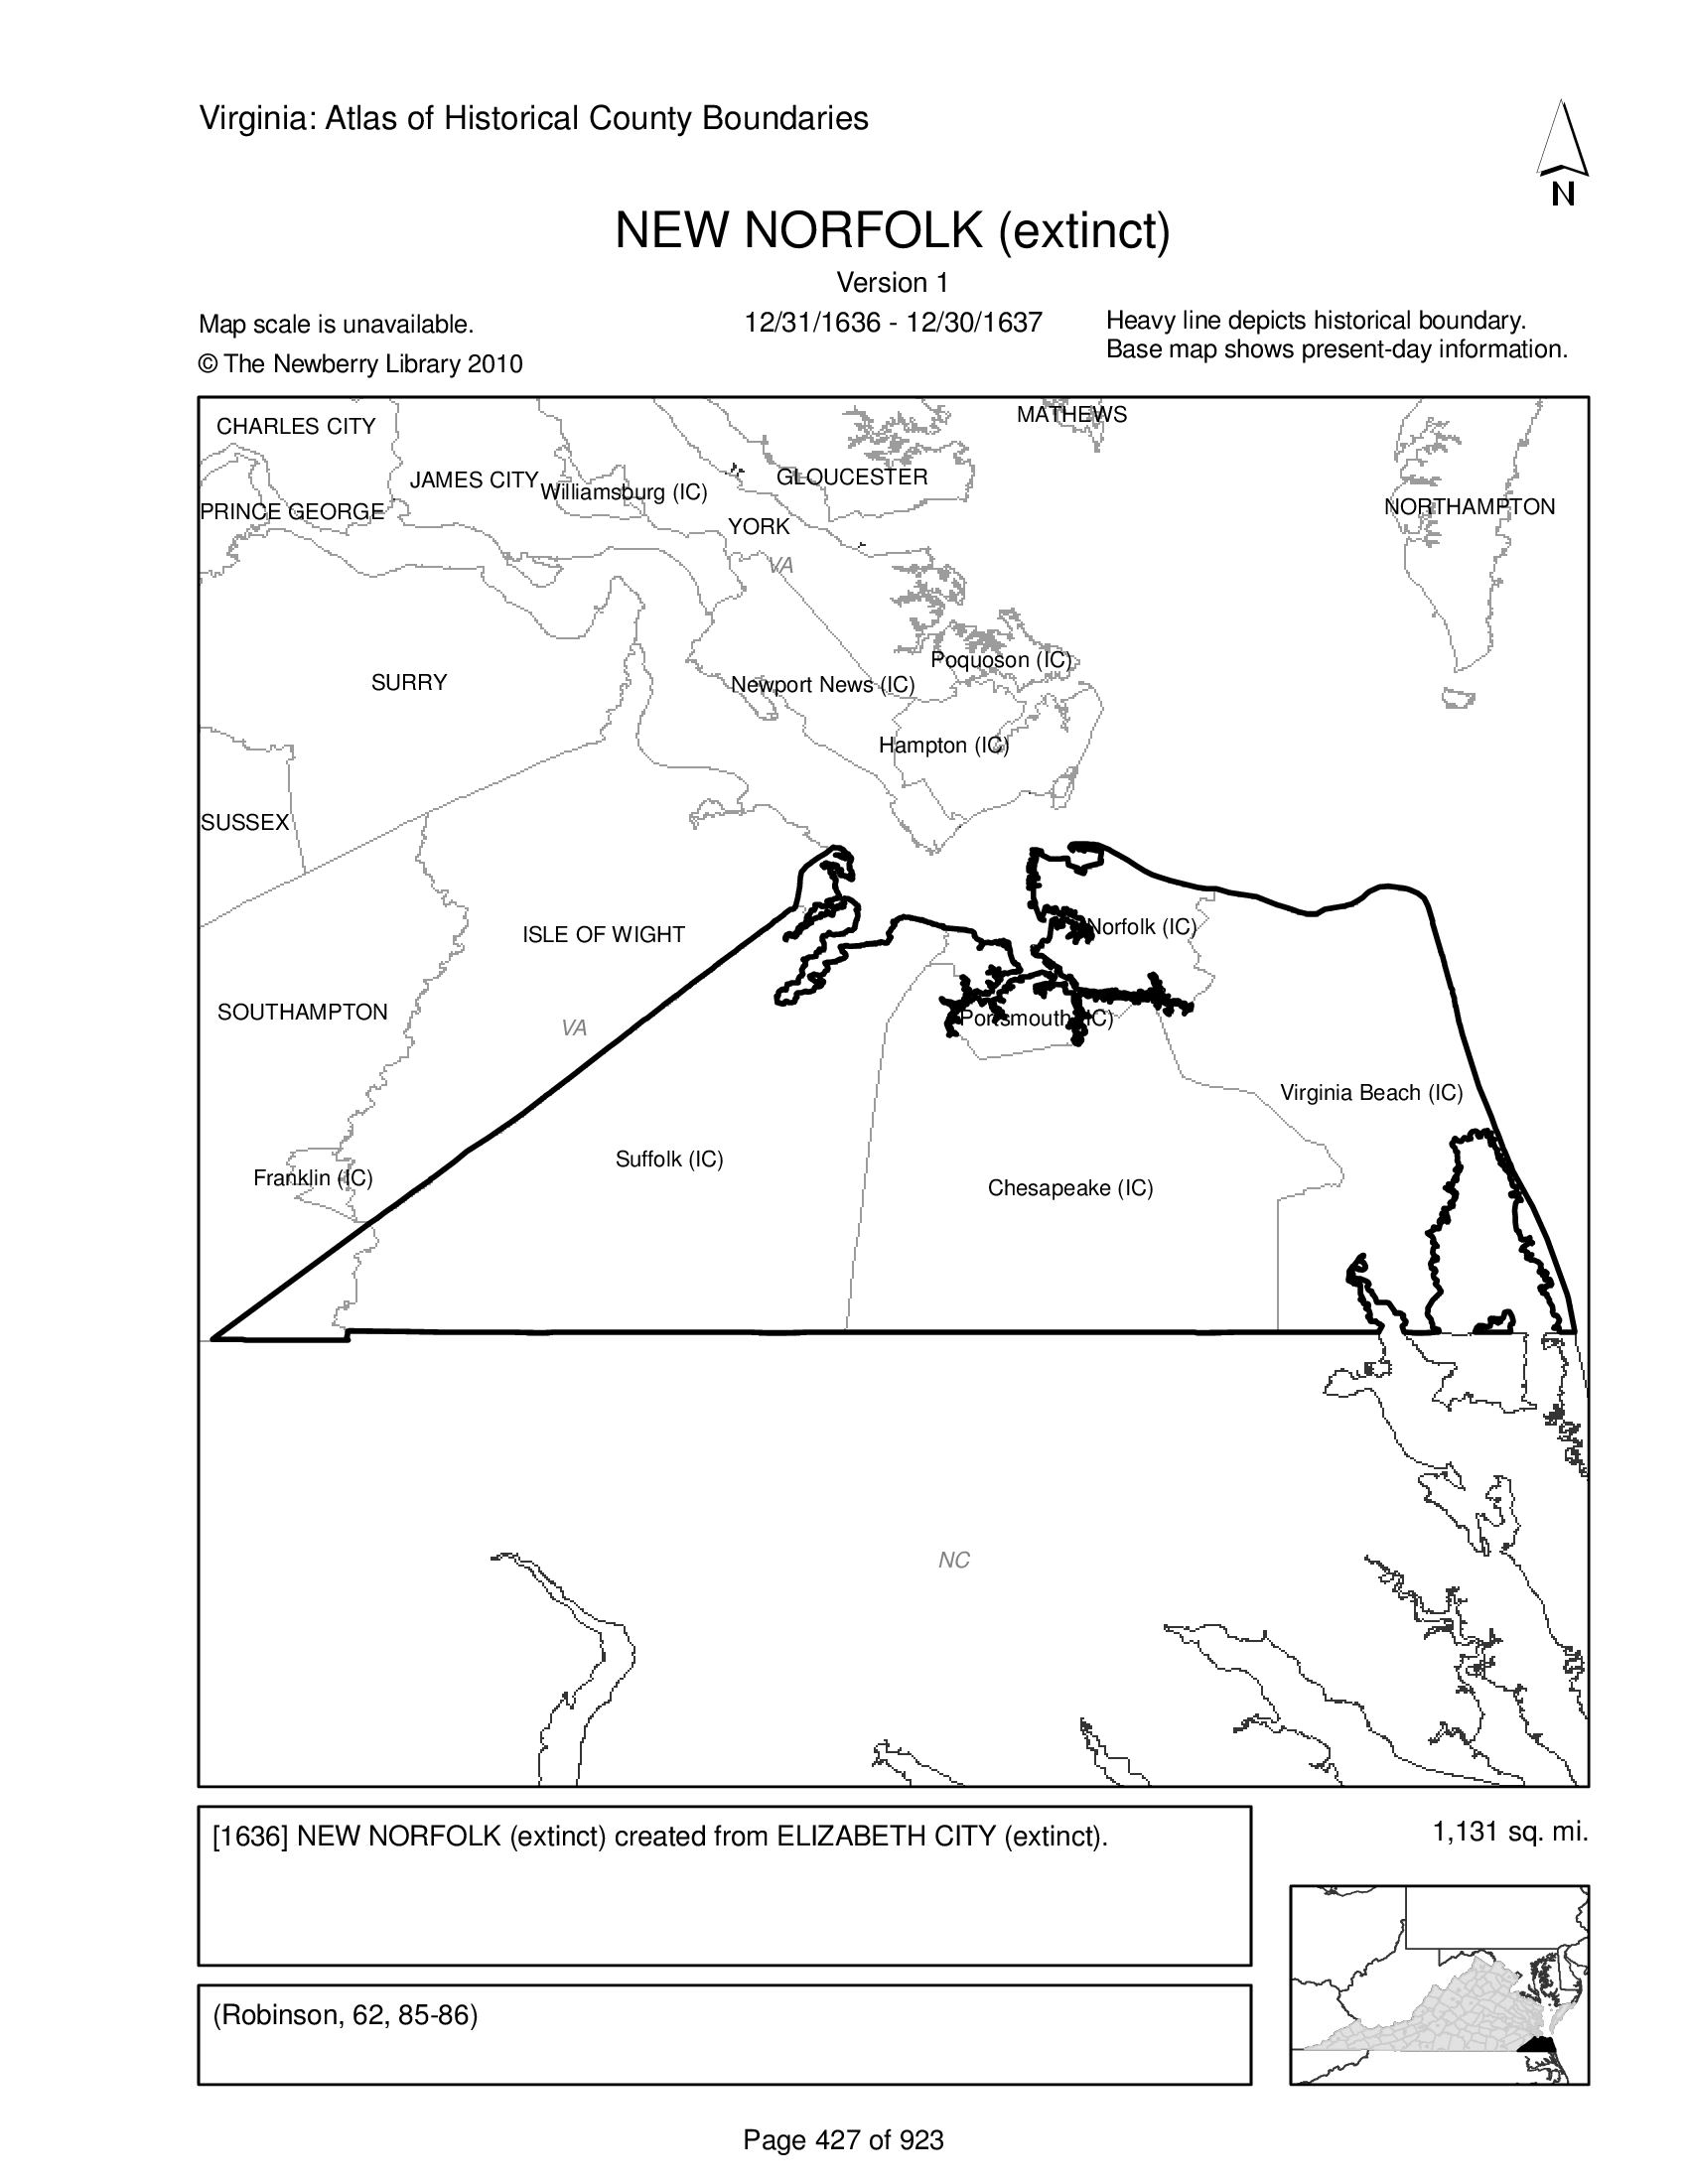 Virginia: Atlas of Historical County Boundaries
N
NEW NORFOLK (extinct)
Version 1
Map scale is unavailable.
12/31/1636 - 12/30/1637
Heavy line depicts historical boundary.
© The Newberry Library 2010
Base map shows present-day information.
MATHEWS
CHARLES CITY
JAMES CITY
Williamsburg (IC)
GLOUCESTER
NORTHAMPTON
PRINCE GEORGE
YORK
VA
Poquoson (IC)
SURRY
Newport News (IC)
Hampton (IC)
SUSSEX
Norfolk (IC)
ISLE OF WIGHT
SOUTHAMPTON
Portsmouth (IC)
VA
Virginia Beach (IC)
Suffolk (IC)
Franklin (IC)
Chesapeake (IC)
NC
[1636] NEW NORFOLK (extinct) created from ELIZABETH CITY (extinct).
1,131 sq. mi.
(Robinson, 62, 85-86)
Page 427 of 923